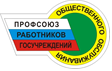 ПРОФСОЮЗ
РАБОТНИКОВ
ГОСУЧРЕЖДЕНИЙ
ОБЩЕСТВЕННОГО ОБСЛУЖИВАНИЯ